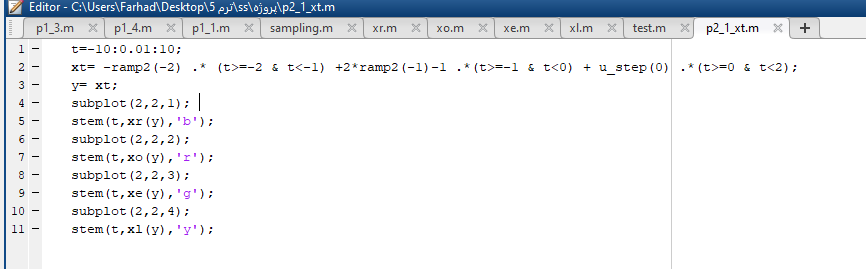 Editor - C:\Users\Farhad\Desktop\ترم 5\ss\پروژه\p2_1_xt.m
p1_3.m p1_4.m p1_1.m sampling.m xr.m xo.m xe.m xl.m test.m p2_1_xt.m
1 - t=-10:0.01:10;
2 - xt= -ramp2(-2) .* (t>=-2 & t<-1) +2*ramp2(-1)-1 .*(t>=-1 & t<0) + u_step(0) .*(t>=0 & t<2);
3 - y= xt;
4 - subplot(2,2,1);
5 - stem(t,xr(y),'b');
6 - subplot(2,2,2);
7 - stem(t,xo(y),'r');
8 - subplot(2,2,3);
9 - stem(t,xe(y),'g');
10 - subplot(2,2,4);
11 - stem(t,xl(y),'y');